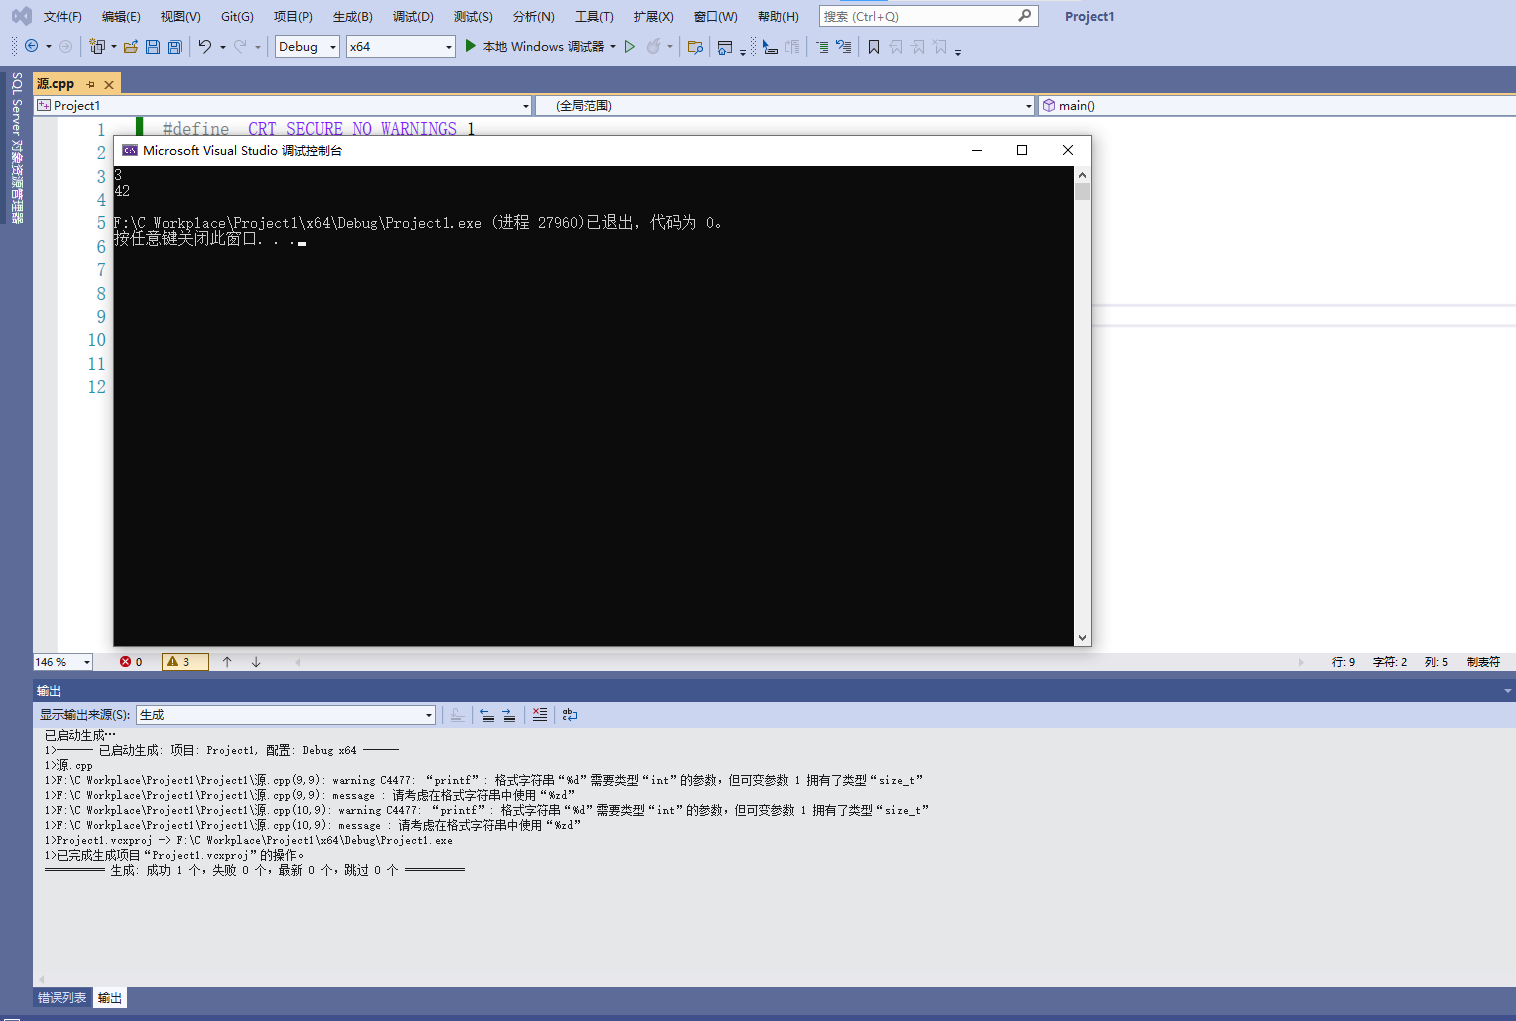 文件(F) 编辑(E) 视图(V) Git(G) 项目(P) 生成(B) 调试(D) 测试(S) 分析(N) 工具(T) 扩展(X) 窗口(W) 帮助(H) 搜索 (Ctrl+Q) Project1
Debug x64 本地 Windows 调试器
SQL Server 对象资源管理器
源.cpp
Project1 (全局范围) main()
1 #define _CRT_SECURE_NO_WARNINGS 1
2
3
4
5
6
7
8
9
10
11
12
Microsoft Visual Studio 调试控制台
3
42
F:\C Workplace\Project1\x64\Debug\Project1.exe (进程 27960)已退出，代码为 0。
按任意键关闭此窗口. . .
146 % 0 3 行: 9 字符: 2 列: 5 制表符
输出
显示输出来源(S): 生成
已启动生成…
1>------ 已启动生成: 项目: Project1, 配置: Debug x64 ------
1>源.cpp
1>F:\C Workplace\Project1\Project1\源.cpp(9,9): warning C4477: “printf”: 格式字符串“%d”需要类型“int”的参数，但可变参数 1 拥有了类型“size_t”
1>F:\C Workplace\Project1\Project1\源.cpp(9,9): message : 请考虑在格式字符串中使用“%zd”
1>F:\C Workplace\Project1\Project1\源.cpp(10,9): warning C4477: “printf”: 格式字符串“%d”需要类型“int”的参数，但可变参数 1 拥有了类型“size_t”
1>F:\C Workplace\Project1\Project1\源.cpp(10,9): message : 请考虑在格式字符串中使用“%zd”
1>Project1.vcxproj -> F:\C Workplace\Project1\x64\Debug\Project1.exe
1>已完成生成项目“Project1.vcxproj”的操作。
========== 生成: 成功 1 个，失败 0 个，最新 0 个，跳过 0 个 ==========
错误列表 输出